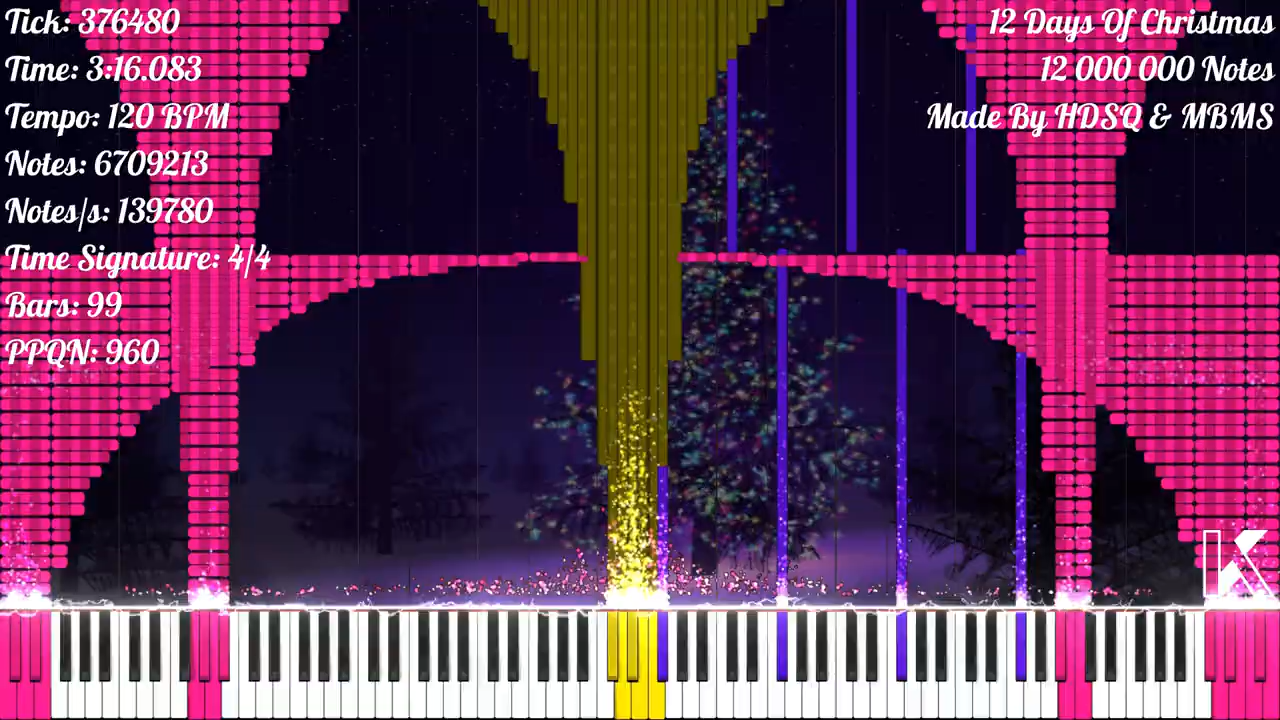 Tick: 376480
Time: 3:16.083
Tempo: 120 BPM
Notes: 6709213
Notes/s: 139780
Time Signature: 4/4
Bars: 99
PPQN: 960
12 Days Of Christmas
12 000 000 Notes
Made By HDSQ & MBMS
K